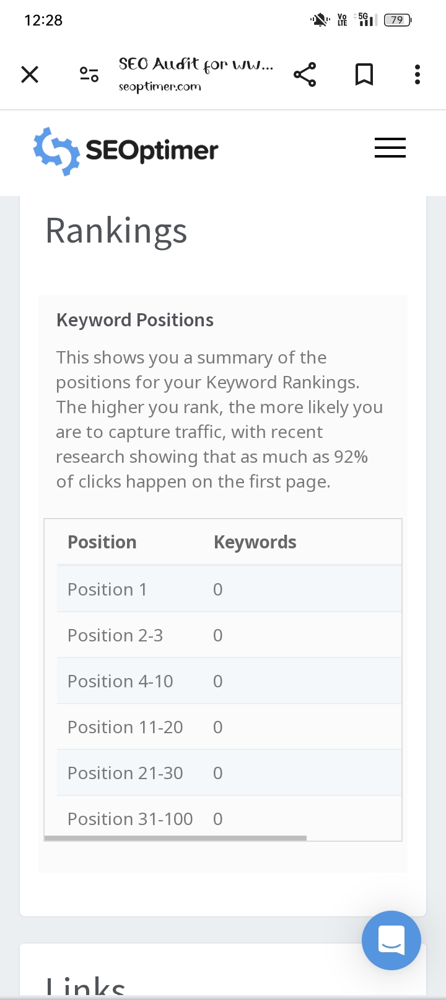 12:28
Vo
LTE
5G
79
SEO Audit for ww...
seoptimer.com
SEOptimer
Rankings
Keyword Positions
This shows you a summary of the
positions for your Keyword Rankings.
The higher you rank, the more likely you
are to capture traffic, with recent
research showing that as much as 92%
of clicks happen on the first page.
Position Keywords
Position 1 0
Position 2-3 0
Position 4-10 0
Position 11-20 0
Position 21-30 0
Position 31-100 0
Links